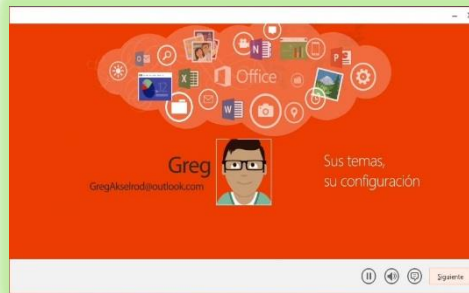 Office
Greg
GregAkselrod@outlook.com
Sus temas,
su configuración
Siguiente